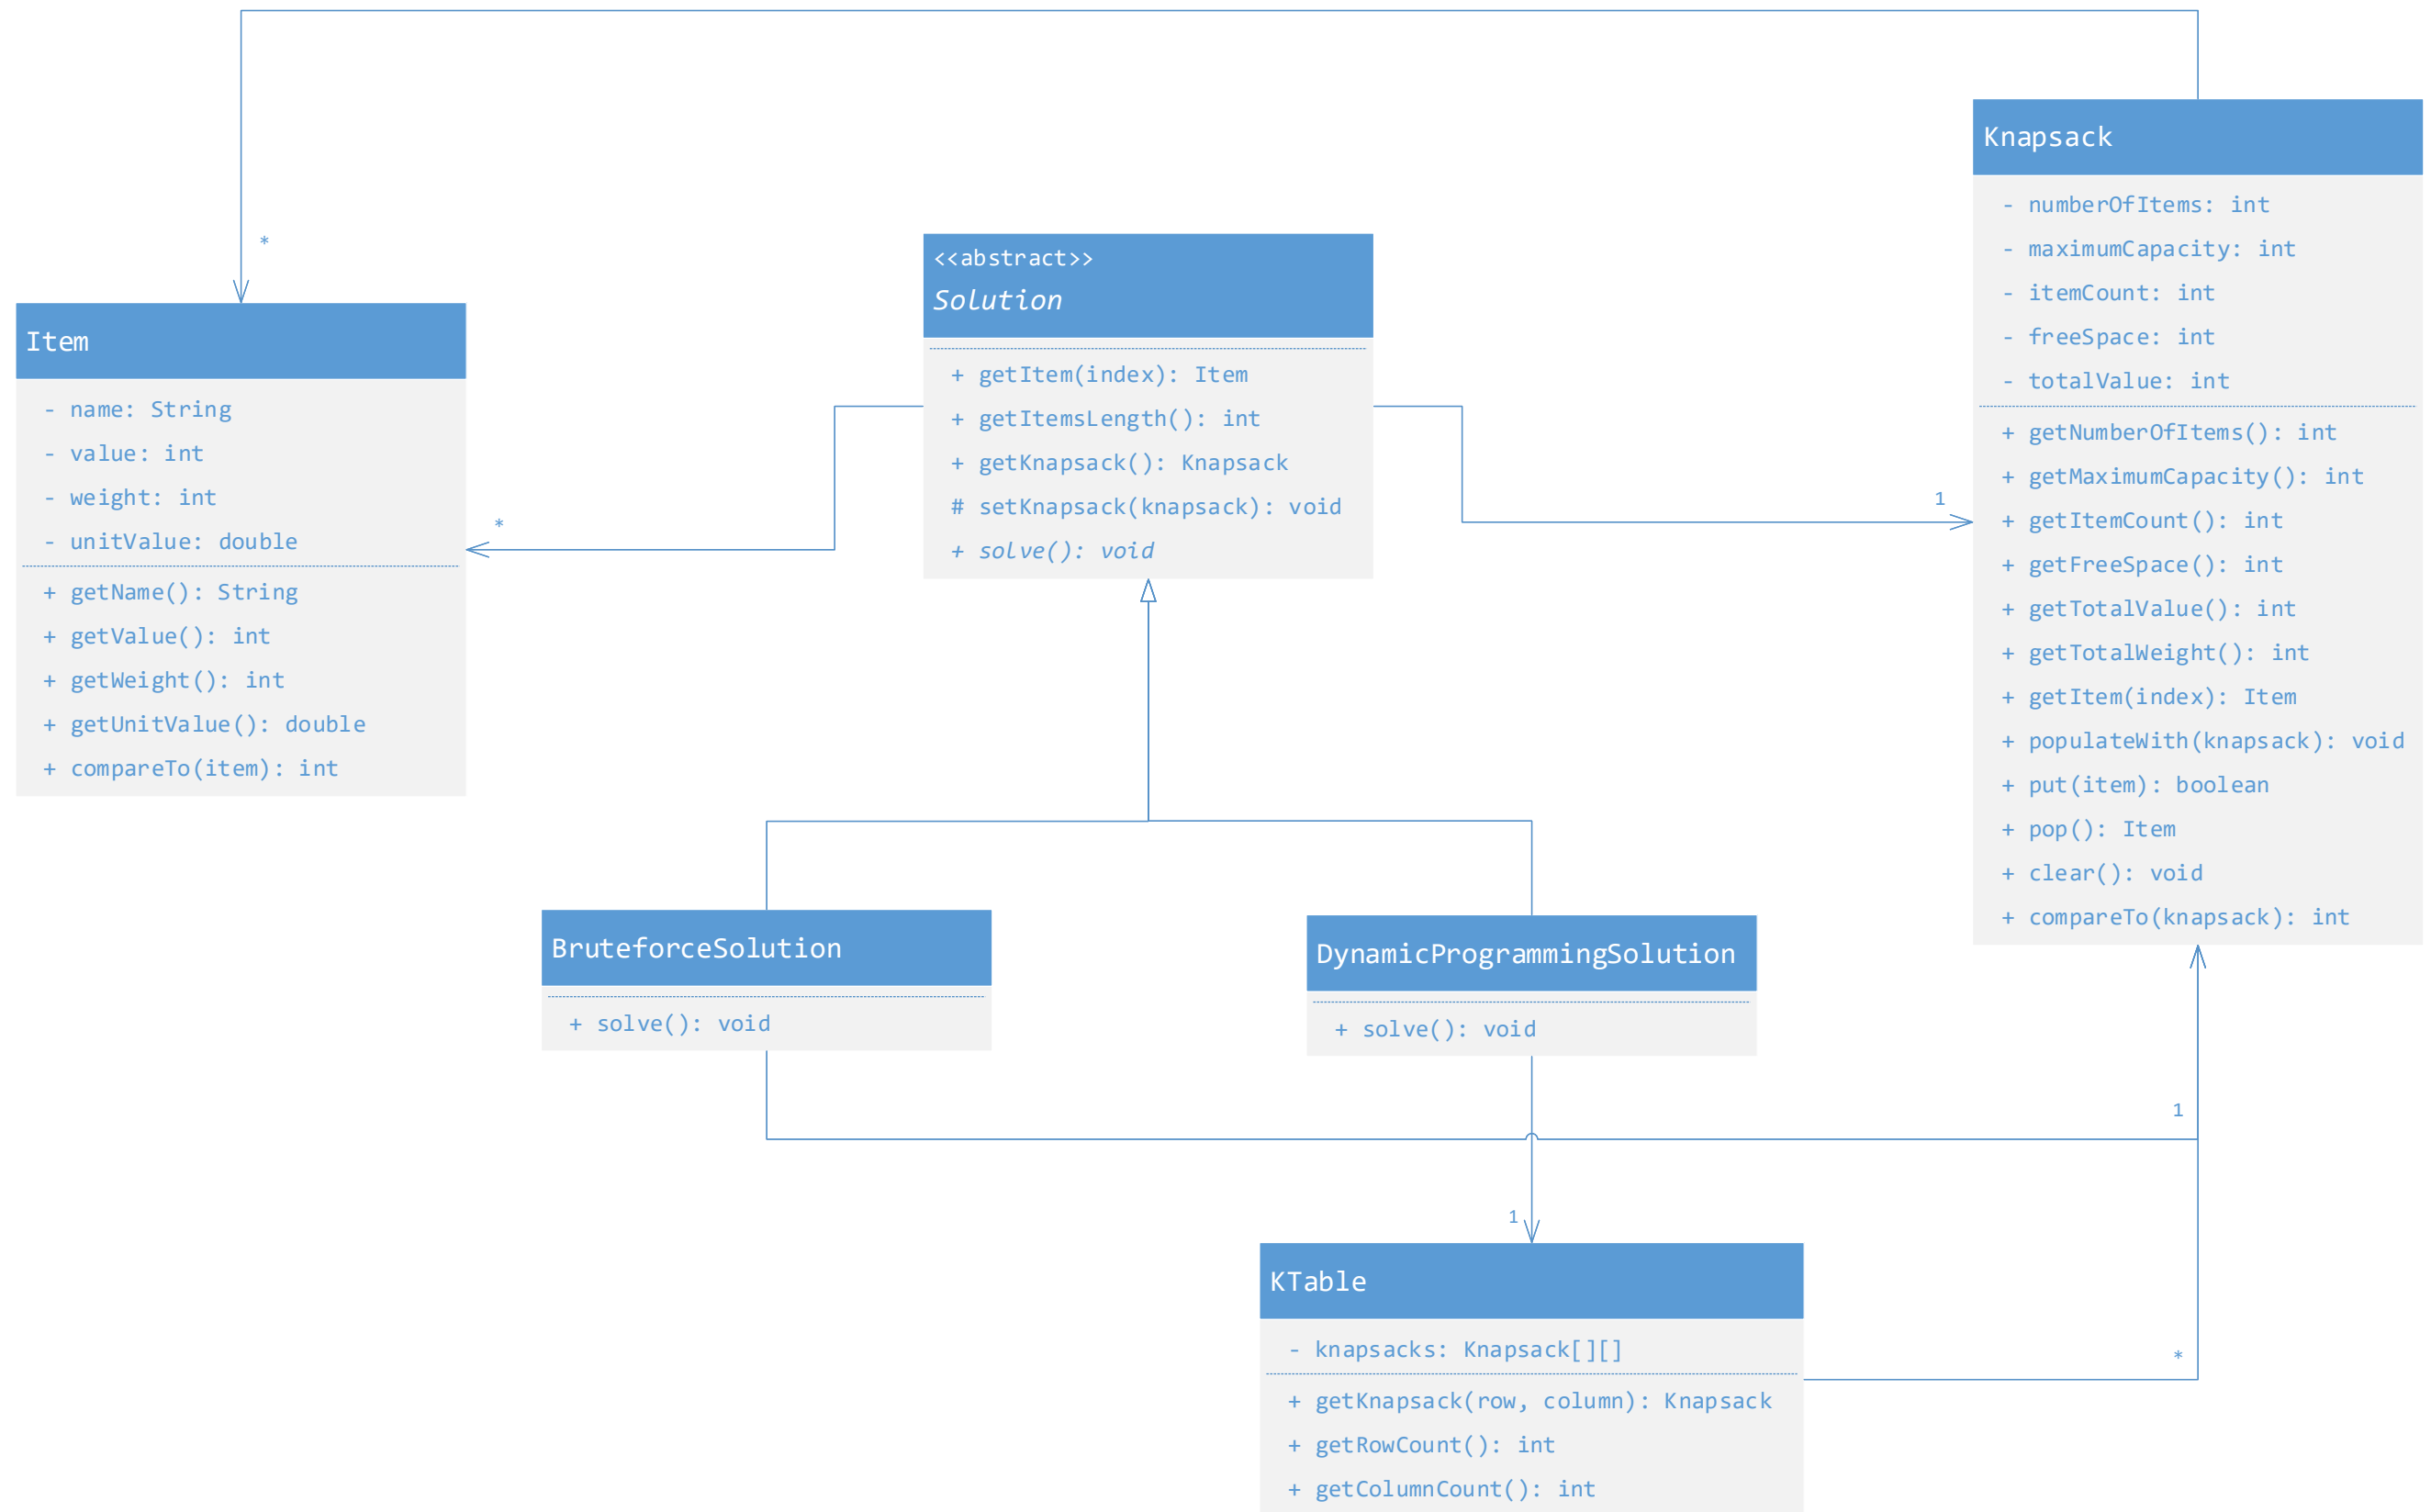 Knapsack
- numberOfItems: int
- maximumCapacity: int
- itemCount: int
- freeSpace: int
- totalValue: int
+ getNumberOfItems(): int
+ getMaximumCapacity(): int
+ getItemCount(): int
+ getFreeSpace(): int
+ getTotalValue(): int
+ getTotalWeight(): int
+ getItem(index): Item
+ populateWith(knapsack): void
+ put(item): boolean
+ pop(): Item
+ clear(): void
+ compareTo(knapsack): int
*
<<abstract>>
Solution
+ getItem(index): Item
+ getItemsLength(): int
+ getKnapsack(): Knapsack
# setKnapsack(knapsack): void
+ solve(): void
Item
- name: String
- value: int
- weight: int
- unitValue: double
+ getName(): String
+ getValue(): int
+ getWeight(): int
+ getUnitValue(): double
+ compareTo(item): int
*
1
BruteforceSolution
+ solve(): void
DynamicProgrammingSolution
+ solve(): void
1
1
KTable
- knapsacks: Knapsack[][]
+ getKnapsack(row, column): Knapsack
+ getRowCount(): int
+ getColumnCount(): int
*